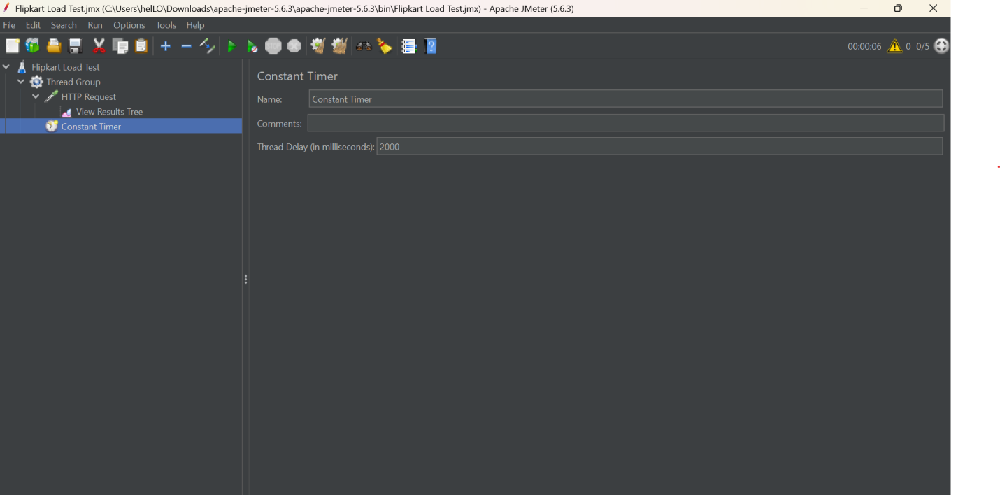 Flipkart Load Test.jmx (C:\Users\helLO\Downloads\apache-jmeter-5.6.3\apache-jmeter-5.6.3\bin\Flipkart Load Test.jmx) - Apache JMeter (5.6.3)
File Edit Search Run Options Tools Help
00:00:06 0 0/5
Flipkart Load Test
Thread Group
HTTP Request
View Results Tree
Constant Timer
Constant Timer
Name: Constant Timer
Comments:
Thread Delay (in milliseconds): 2000